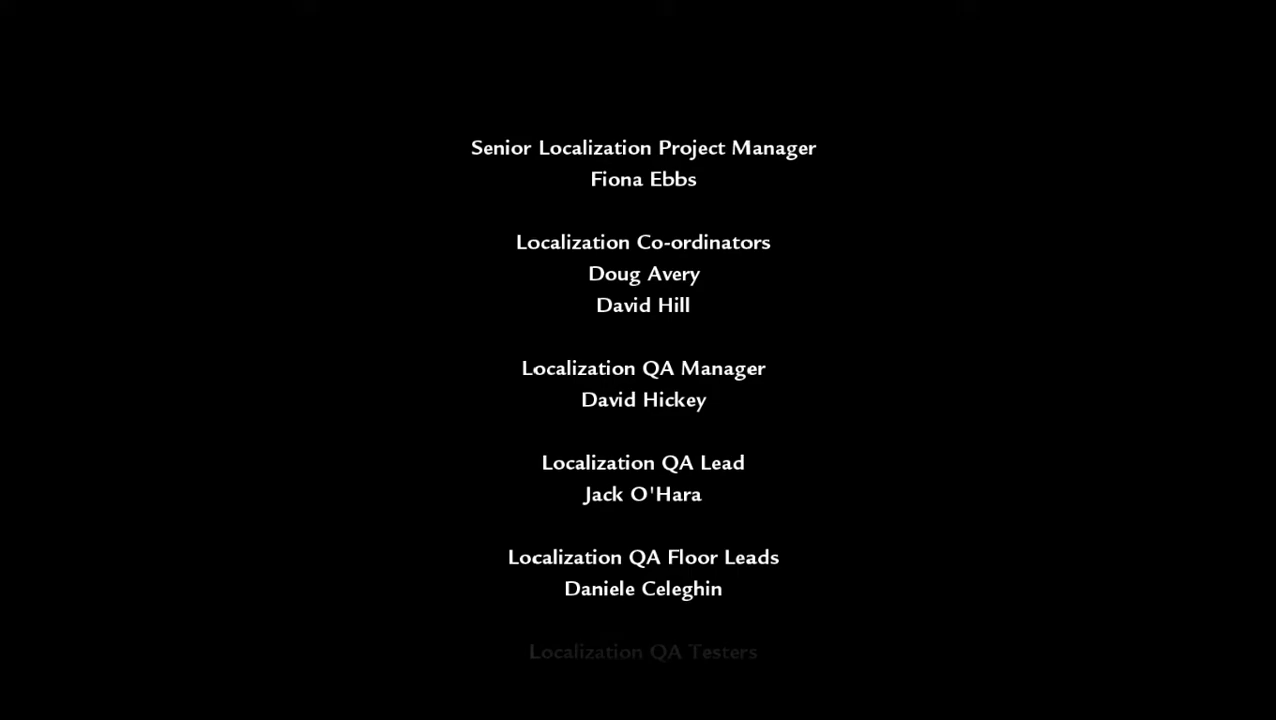 Senior Localization Project Manager
Fiona Ebbs
Localization Co-ordinators
Doug Avery
David Hill
Localization QA Manager
David Hickey
Localization QA Lead
Jack O'Hara
Localization QA Floor Leads
Daniele Celeghin
Localization QA Testers